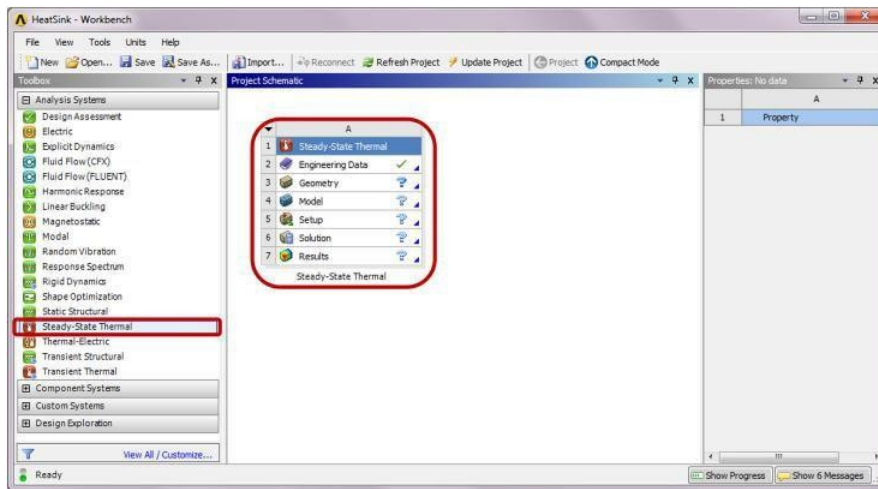 HeatSink - Workbench
File View Tools Units Help
New Open... Save Save As... Import... Reconnect Refresh Project Update Project Project Compact Mode
Toolbox
Project Schematic
Properties: No data
Analysis Systems
Design Assessment
Electric
Explicit Dynamics
Fluid Flow (CFX)
Fluid Flow (FLUENT)
Harmonic Response
Linear Buckling
Magnetostatic
Modal
Random Vibration
Response Spectrum
Rigid Dynamics
Shape Optimization
Static Structural
Steady-State Thermal
Thermal-Electric
Transient Structural
Transient Thermal
Component Systems
Custom Systems
Design Exploration
View All / Customize...
A
1 Steady-State Thermal
2 Engineering Data
3 Geometry
4 Model
5 Setup
6 Solution
7 Results
Steady-State Thermal
A
1 Property
Ready
Show Progress Show 6 Messages